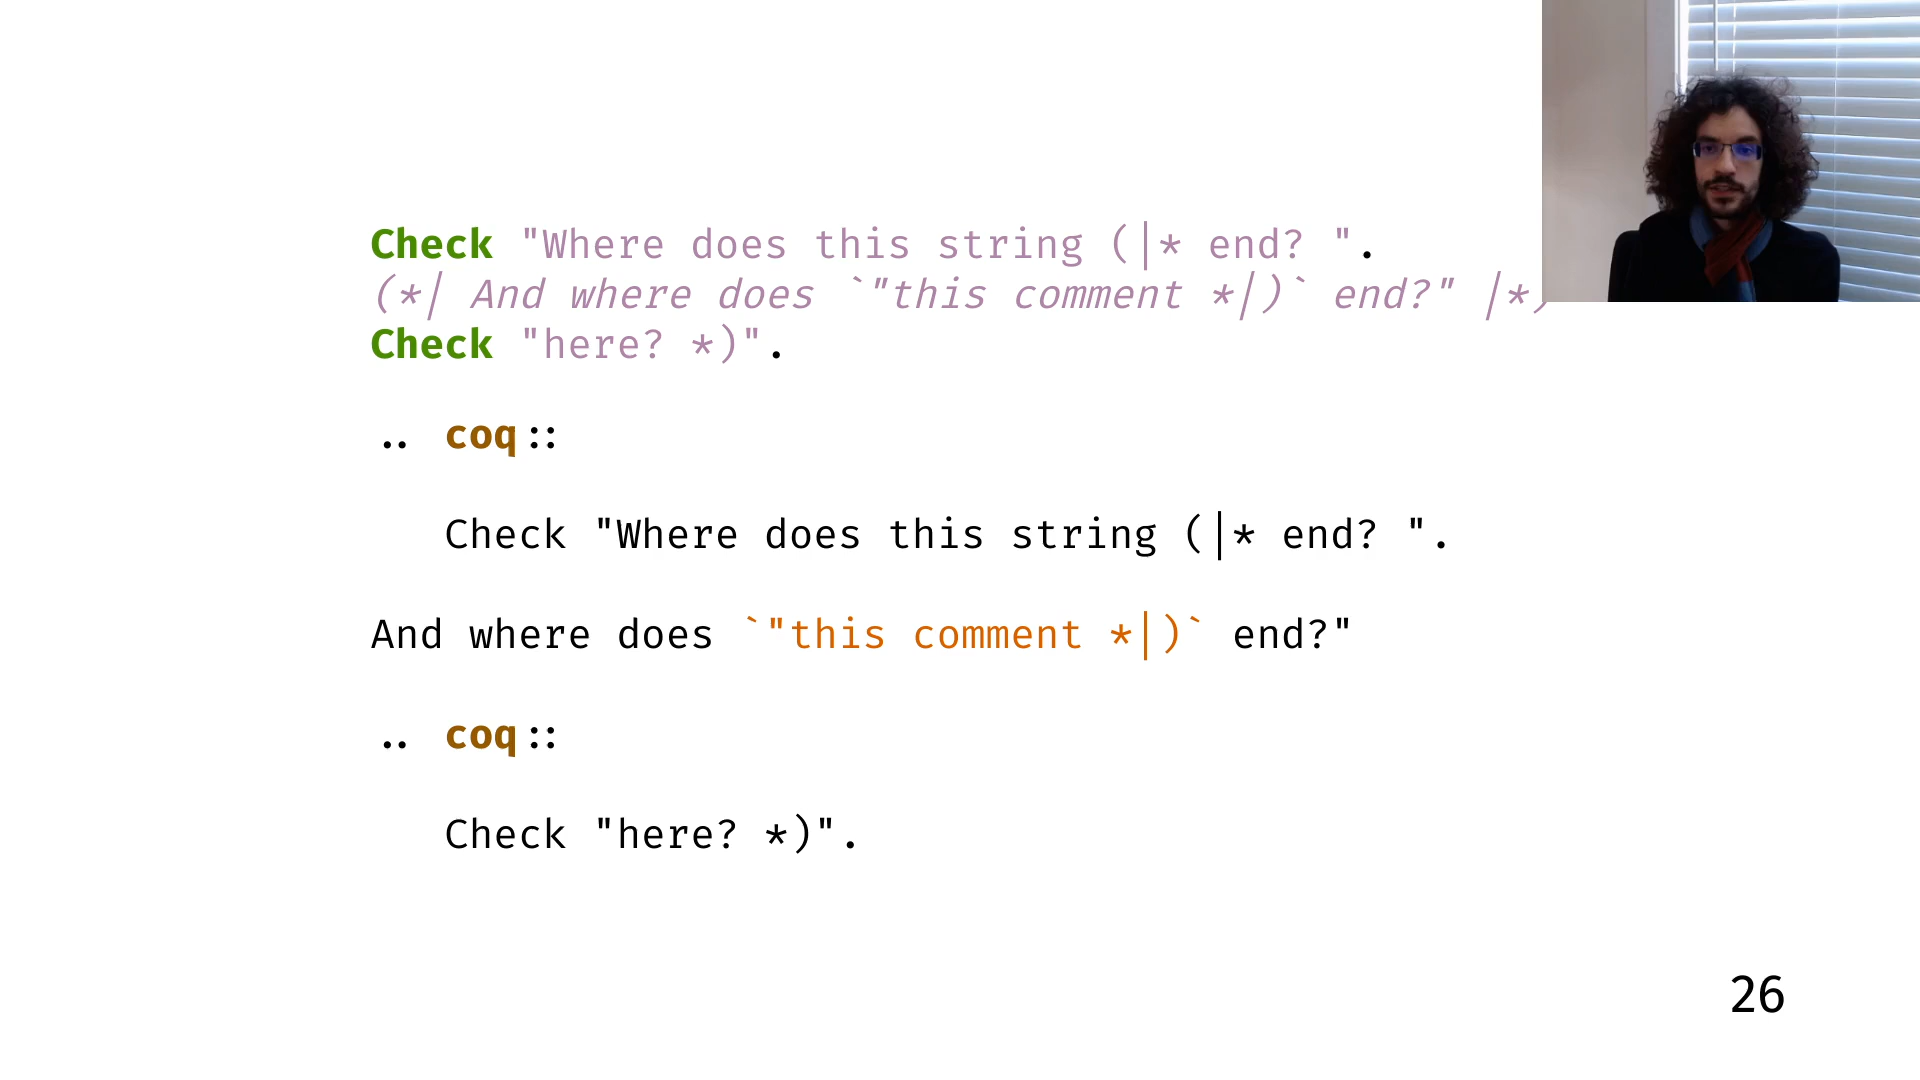 Check "Where does this string (|* end? ".
(*| And where does `"this comment *|)` end?" |*)
Check "here? *)".
.. coq::
Check "Where does this string (|* end? ".
And where does `"this comment *|)` end?"
.. coq::
Check "here? *)".
26